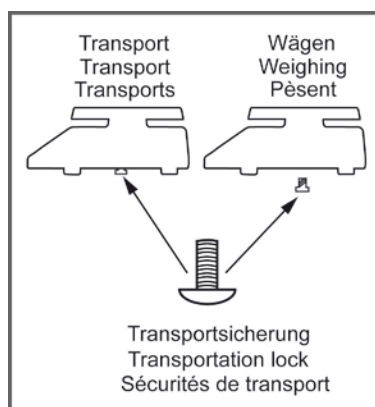 Transport
Transport
Transports
Wägen
Weighing
Pèsent
Transportsicherung
Transportation lock
Sécurités de transport